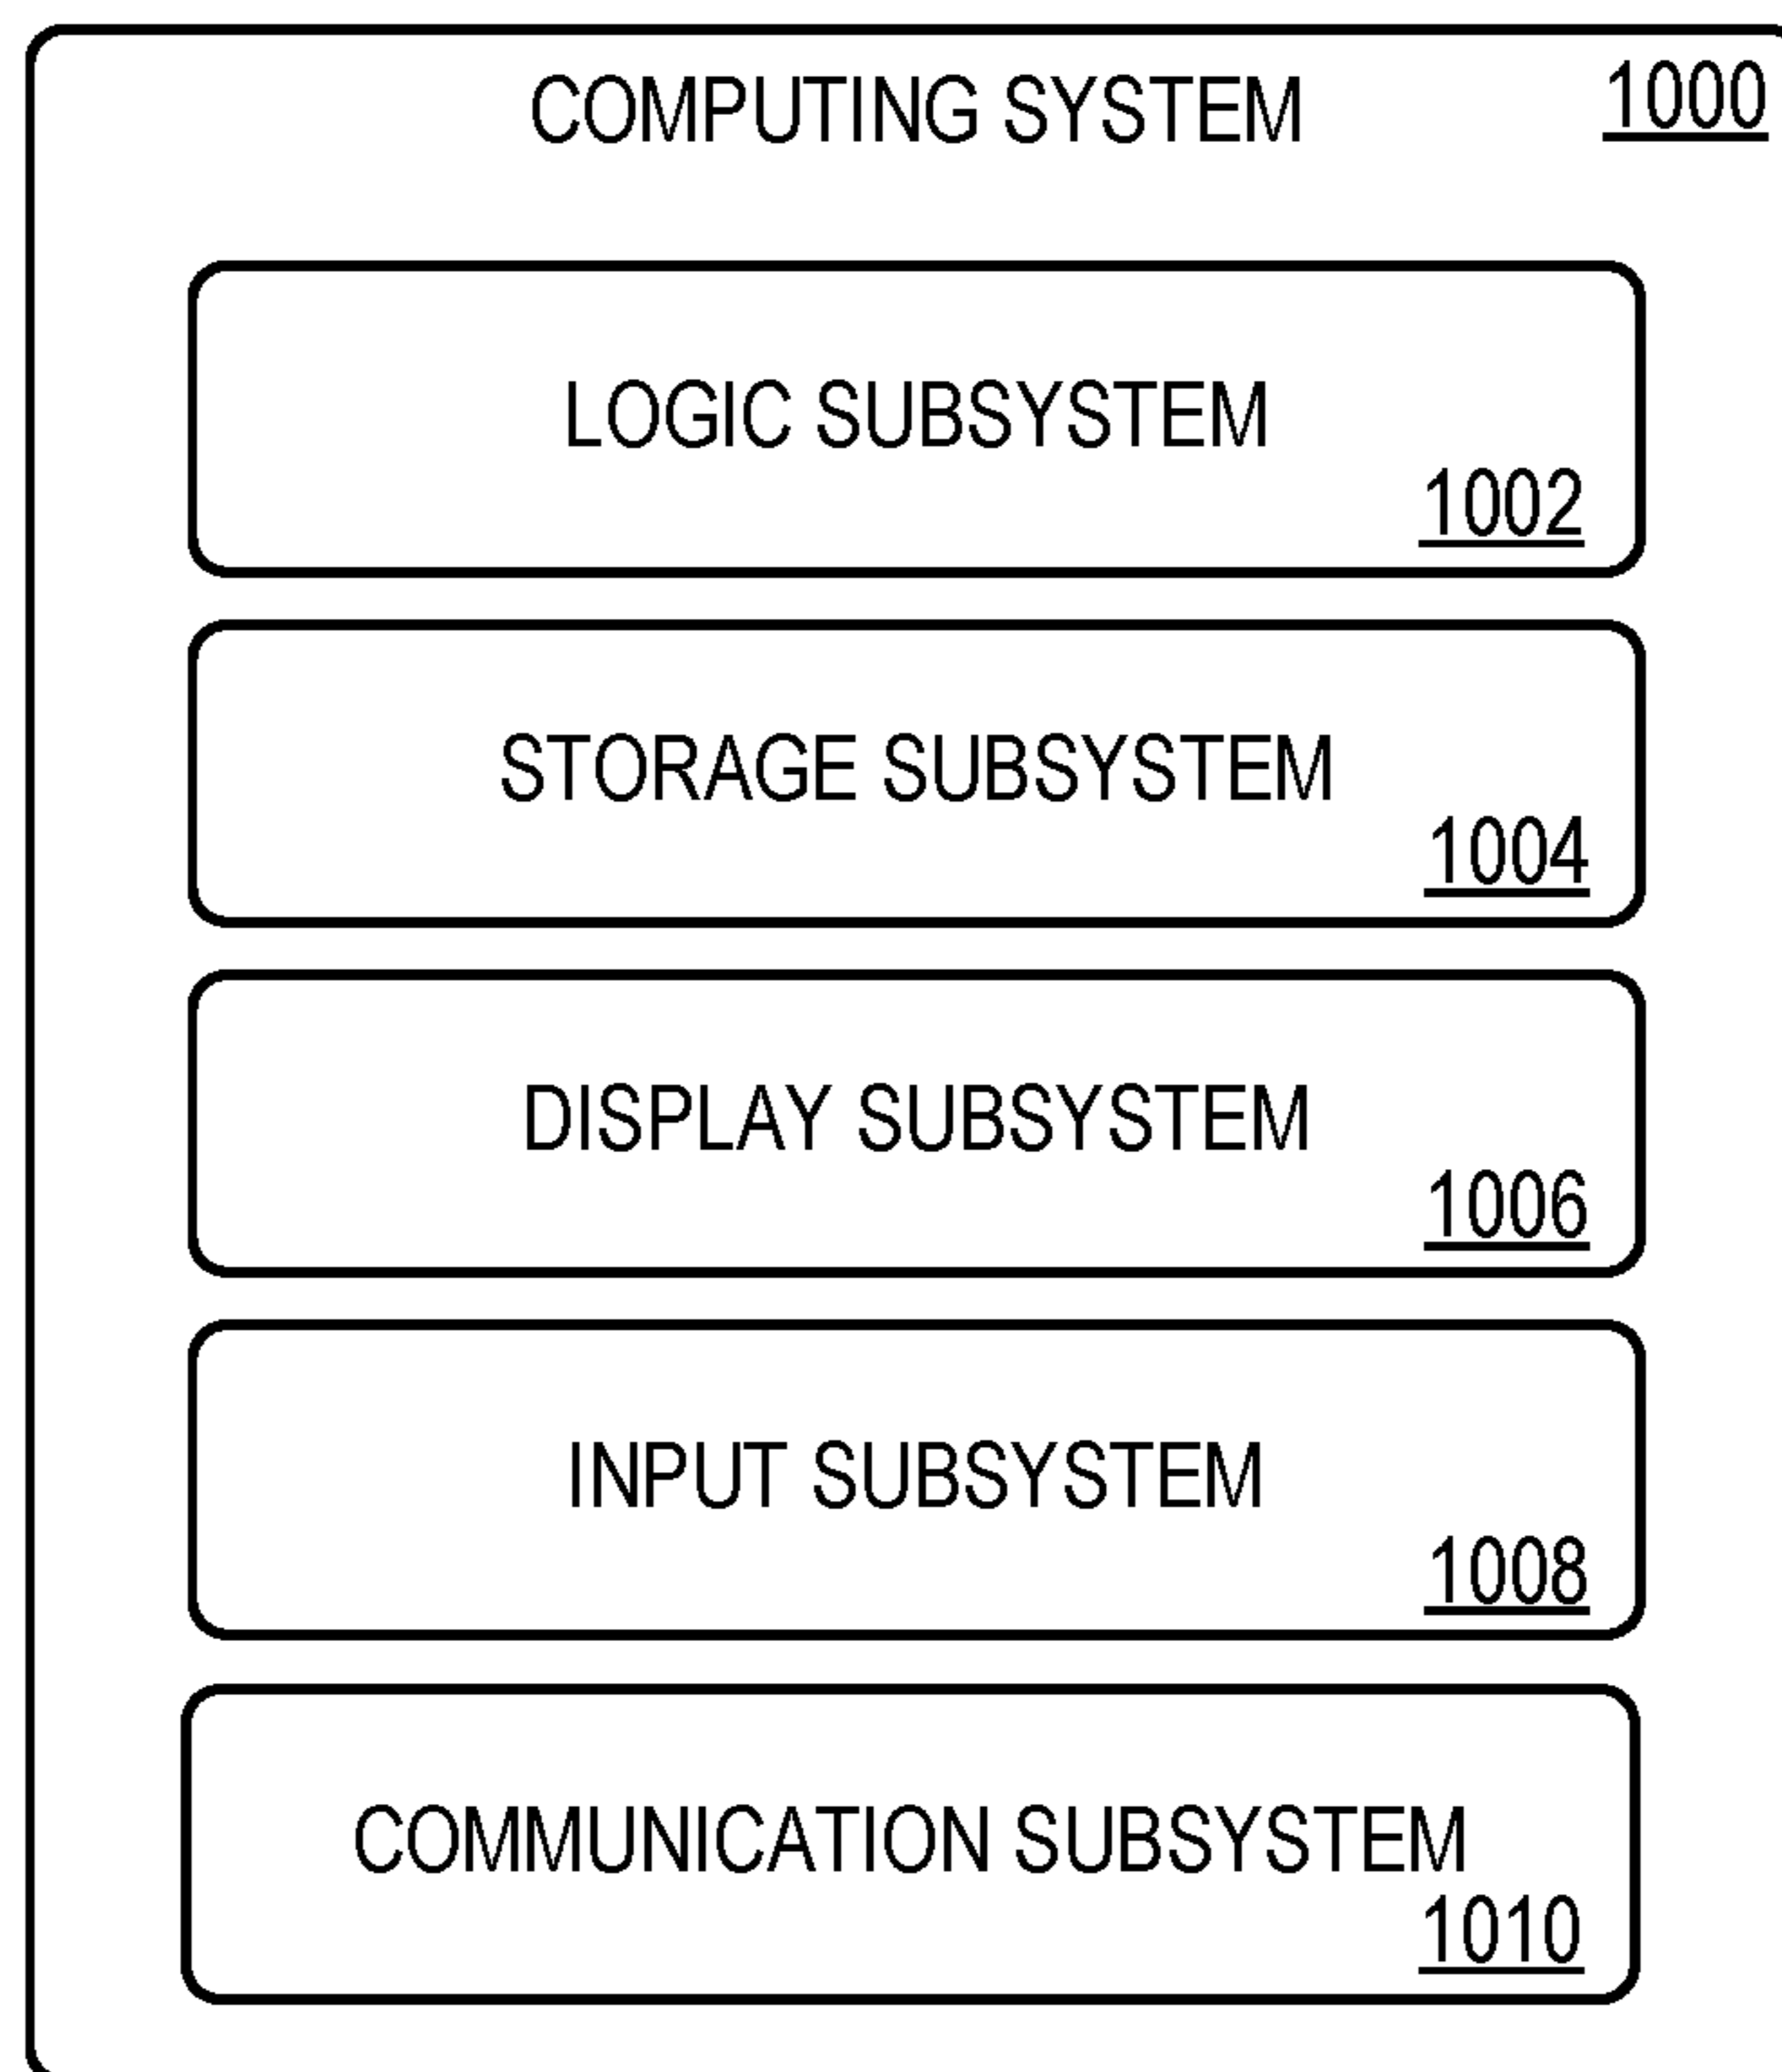 COMPUTING SYSTEM 1000
LOGIC SUBSYSTEM
1002
STORAGE SUBSYSTEM
1004
DISPLAY SUBSYSTEM
1006
INPUT SUBSYSTEM
1008
COMMUNICATION SUBSYSTEM
1010